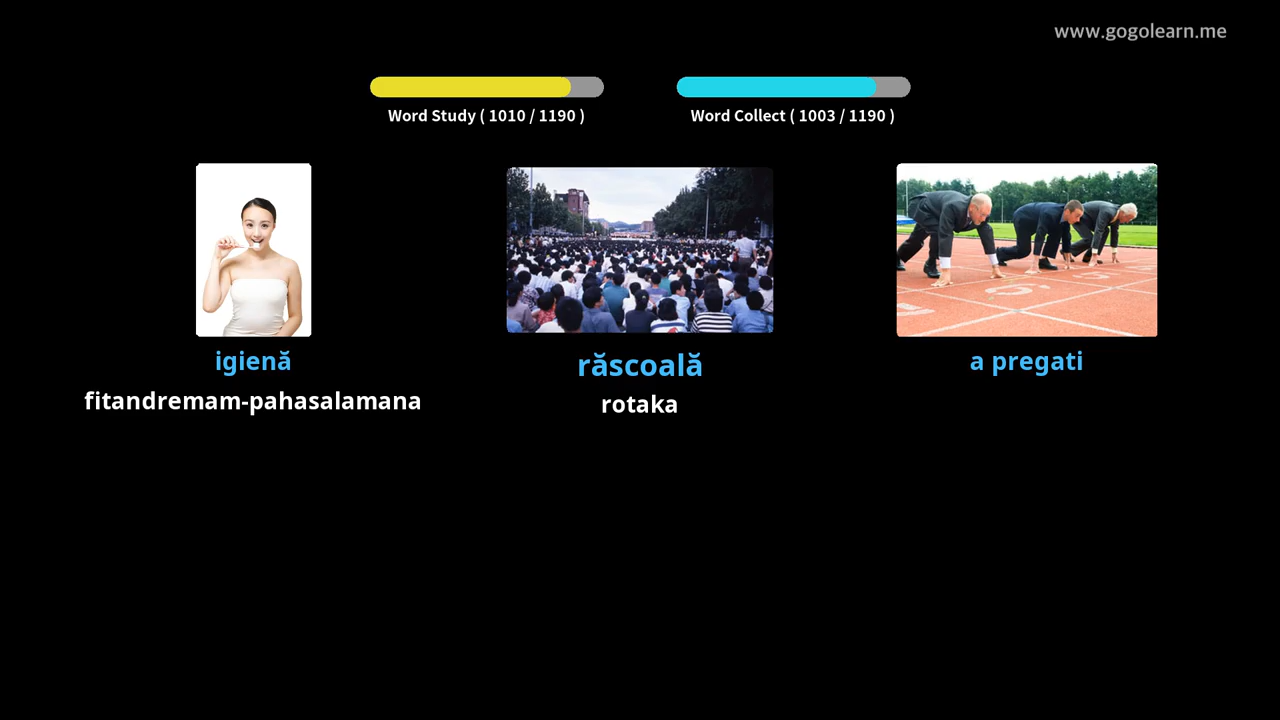 www.gogolearn.me
Word Study ( 1010 / 1190 )
Word Collect ( 1003 / 1190 )
igienă
răscoală
a pregati
fitandremam-pahasalamana
rotaka